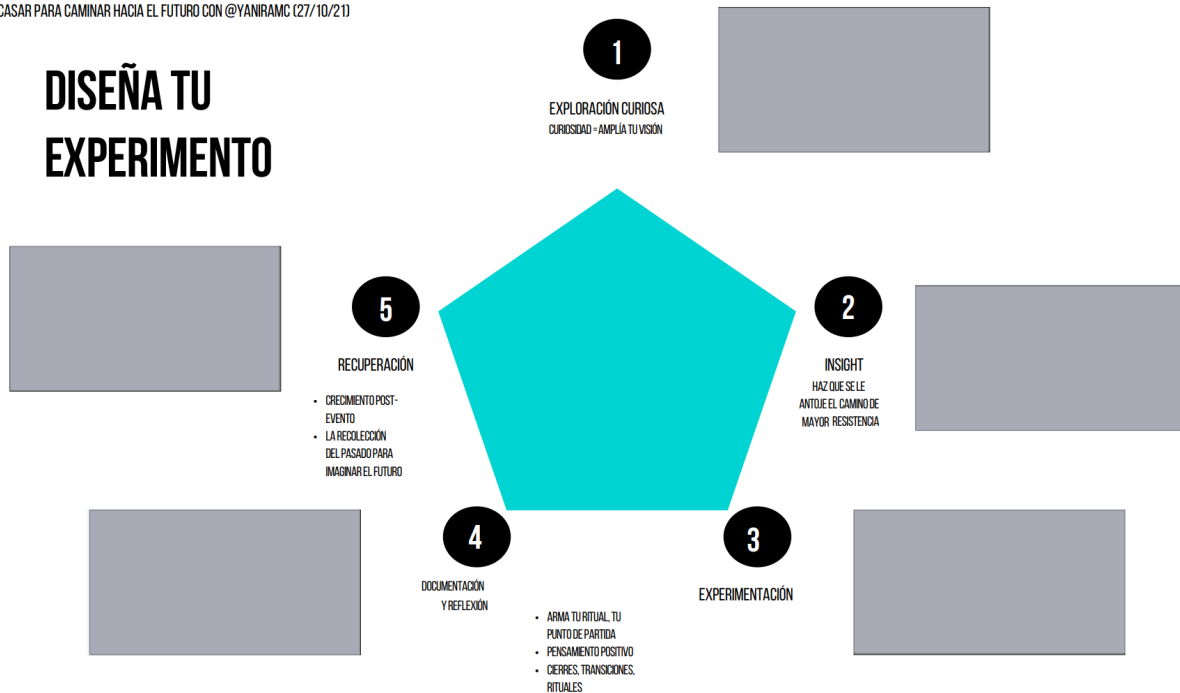 CASAR PARA CAMINAR HACIA EL FUTURO CON @YANIRAMC (27/10/21)
DISEÑA TU
EXPERIMENTO
1
EXPLORACIÓN CURIOSA
CURIOSIDAD = AMPLÍA TU VISIÓN
2
INSIGHT
HAZ QUE SE LE
ANTOJE EL CAMINO DE
MAYOR RESISTENCIA
3
EXPERIMENTACIÓN
• ARMA TU RITUAL, TU
PUNTO DE PARTIDA
• PENSAMIENTO POSITIVO
• CIERRES, TRANSICIONES,
RITUALES
4
DOCUMENTACIÓN
Y REFLEXIÓN
5
RECUPERACIÓN
• CRECIMIENTO POST-
EVENTO
• LA RECOLECCIÓN
DEL PASADO PARA
IMAGINAR EL FUTURO